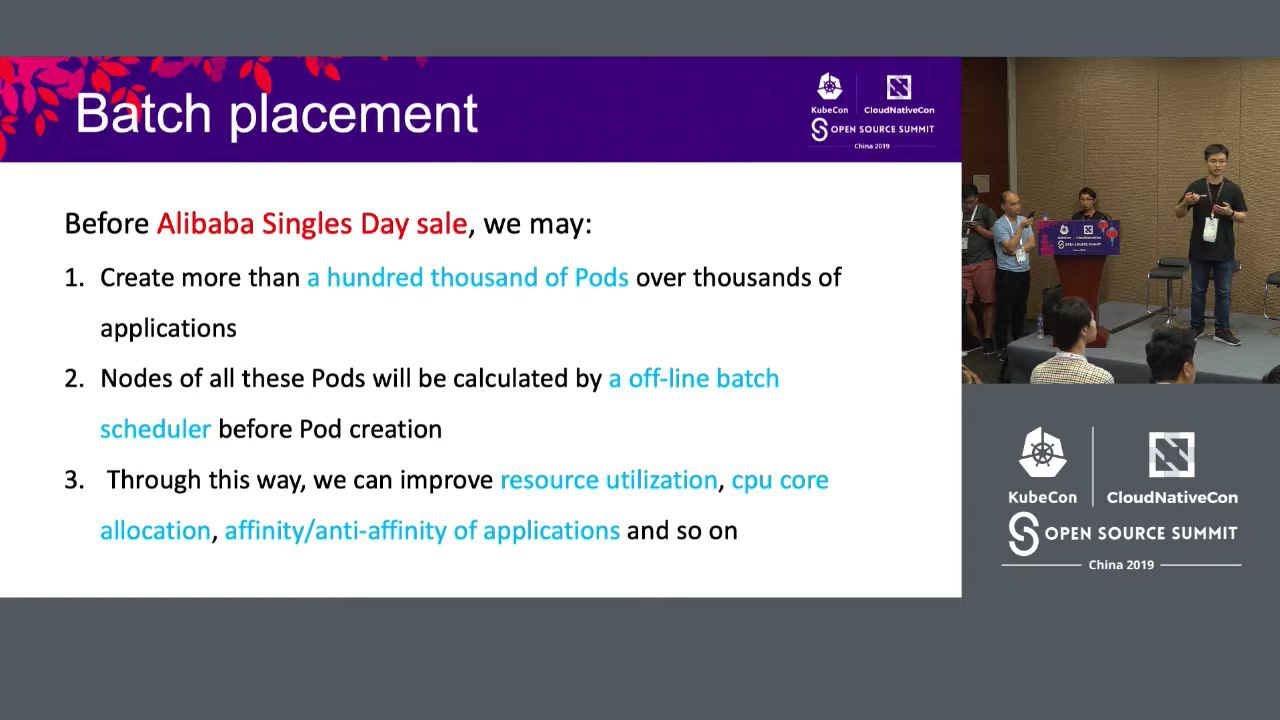 Batch placement
KubeCon
CloudNativeCon
OPEN SOURCE SUMMIT
China 2019
Before Alibaba Singles Day sale, we may:
1. Create more than a hundred thousand of Pods over thousands of
applications
2. Nodes of all these Pods will be calculated by a off-line batch
scheduler before Pod creation
3. Through this way, we can improve resource utilization, cpu core
allocation, affinity/anti-affinity of applications and so on
KubeCon
CloudNativeCon
OPEN SOURCE SUMMIT
China 2019